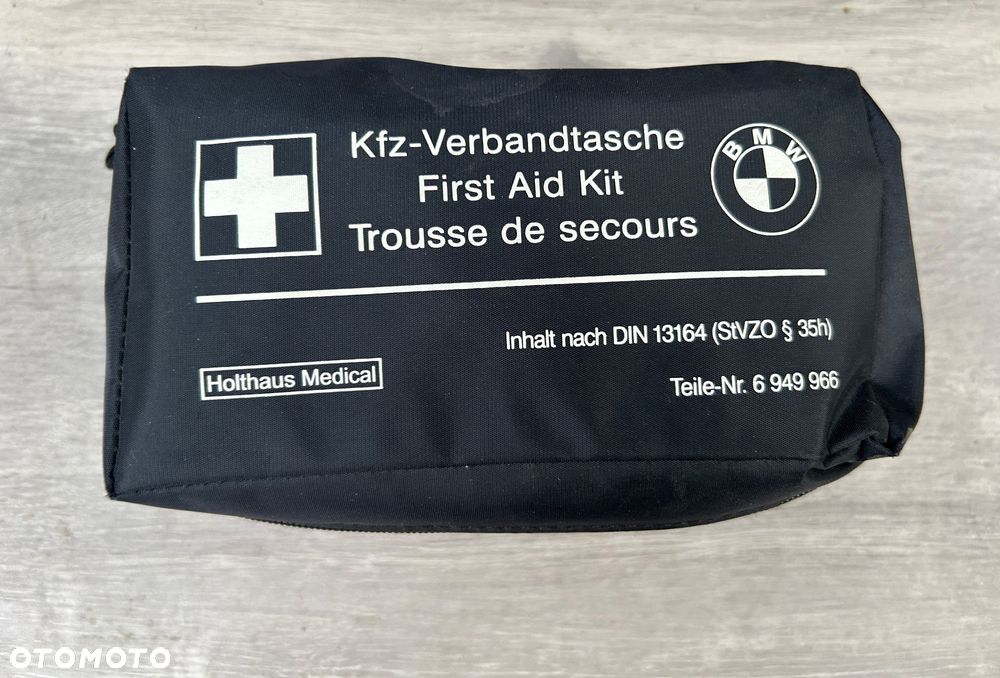 Kfz-Verbandtasche
First Aid Kit
Trousse de secours
BMW
Inhalt nach DIN 13164 (StVZO § 35h)
Holthaus Medical
Teile-Nr. 6 949 966
OTOMOTO